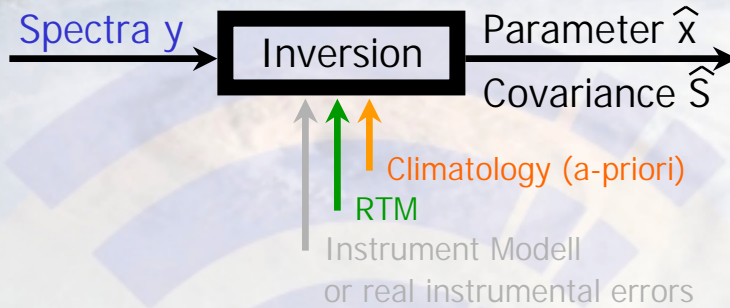 Spectra y
Inversion
Parameter x̂
Covariance Ŝ
Climatology (a-priori)
RTM
Instrument Modell
or real instrumental errors